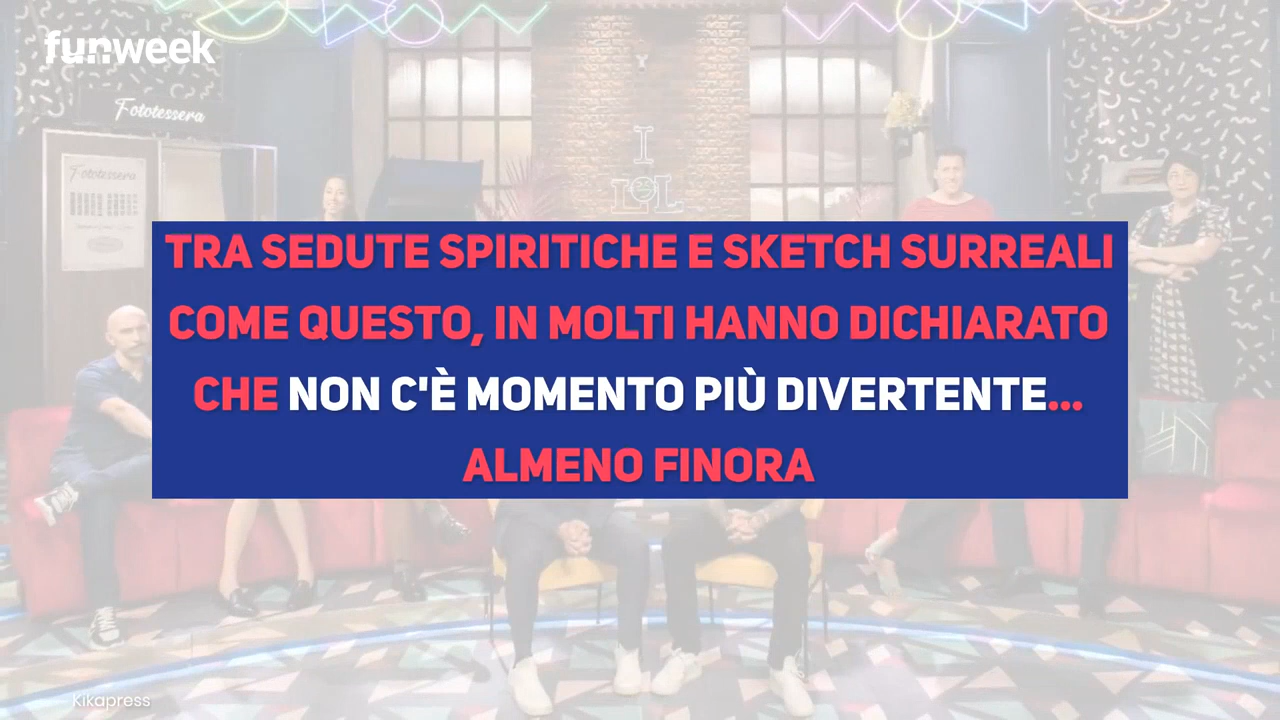 funweek
Fototessera
Fototessera
I
LOL
TRA SEDUTE SPIRITICHE E SKETCH SURREALI
COME QUESTO, IN MOLTI HANNO DICHIARATO
CHE NON C'È MOMENTO PIÙ DIVERTENTE...
ALMENO FINORA
Kikapress